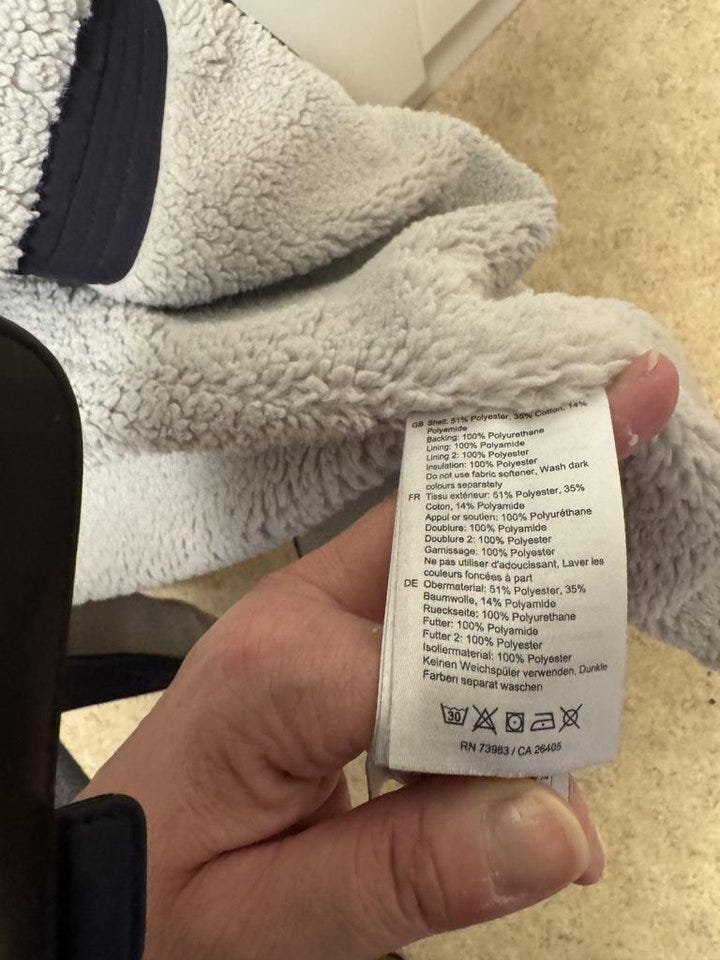 GB Shell: 51% Polyester, 35% Cotton, 14%
Polyamide
Backing: 100% Polyurethane
Lining: 100% Polyamide
Lining 2: 100% Polyester
Insulation: 100% Polyester
Do not use fabric softener, Wash dark
colours separately
FR Tissu extérieur: 51% Polyester, 35%
Coton, 14% Polyamide
Appui or soutien: 100% Polyuréthane
Doublure: 100% Polyamide
Doublure 2: 100% Polyester
Garnissage: 100% Polyester
Ne pas utiliser d'adoucissant, Laver les
couleurs foncées à part
DE Obermaterial: 51% Polyester, 35%
Baumwolle, 14% Polyamide
Rueckseite: 100% Polyurethane
Futter: 100% Polyamide
Futter 2: 100% Polyester
Isoliermaterial: 100% Polyester
Keinen Weichspüler verwenden, Dunkle
Farben separat waschen
30
RN 73983 / CA 26405